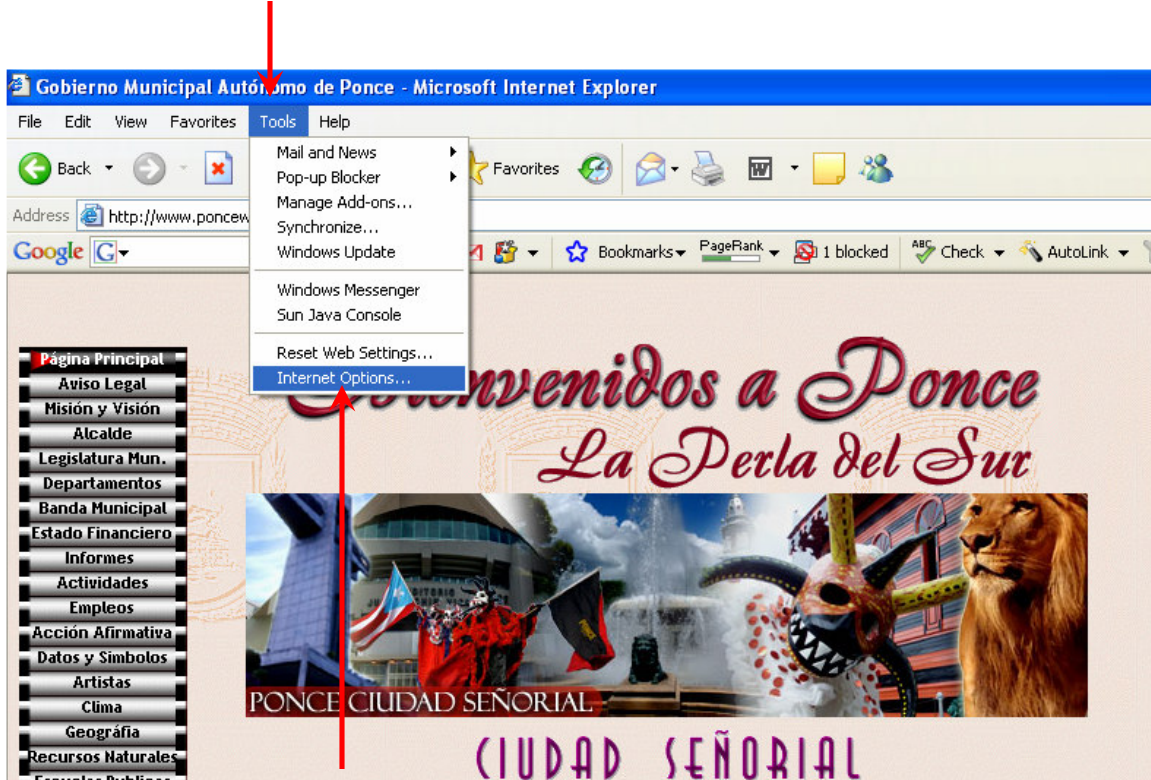 Gobierno Municipal Autónomo de Ponce - Microsoft Internet Explorer
File Edit View Favorites Tools Help
Back Favorites
Address http://www.poncew
Google G Bookmarks PageRank 1 blocked ABC Check AutoLink
Mail and News
Pop-up Blocker
Manage Add-ons...
Synchronize...
Windows Update
Windows Messenger
Sun Java Console
Reset Web Settings...
Internet Options...
Página Principal
Aviso Legal
Misión y Visión
Alcalde
Legislatura Mun.
Departamentos
Banda Municipal
Estado Financiero
Informes
Actividades
Empleos
Acción Afirmativa
Datos y Simbolos
Artistas
Clima
Geográfia
Recursos Naturales
Bienvenidos a Ponce
La Perla del Sur
PONCE CIUDAD SEÑORIAL
CIUDAD SEÑORIAL